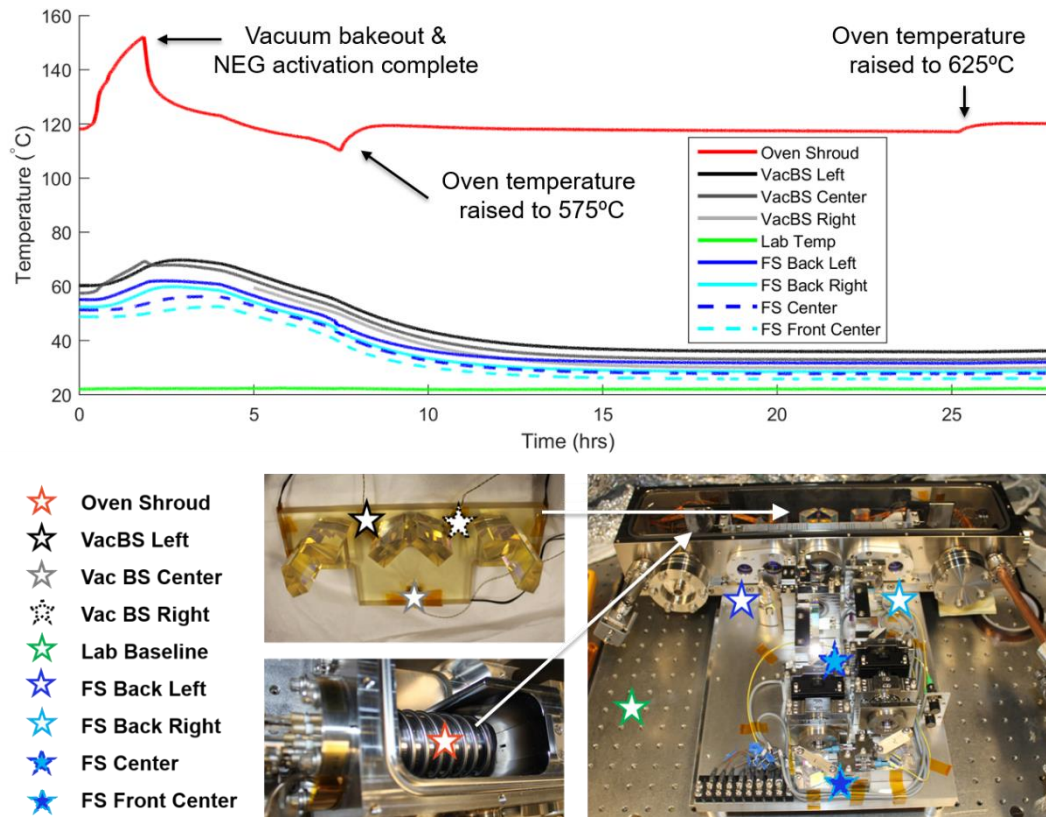 160
140
120
100
80
60
40
20
Temperature (°C)
Vacuum bakeout &
NEG activation complete
Oven temperature
raised to 625ºC
Oven temperature
raised to 575ºC
Oven Shroud
VacBS Left
VacBS Center
VacBS Right
Lab Temp
FS Back Left
FS Back Right
FS Center
FS Front Center
0
5
10
15
20
25
Time (hrs)
Oven Shroud
VacBS Left
Vac BS Center
Vac BS Right
Lab Baseline
FS Back Left
FS Back Right
FS Center
FS Front Center